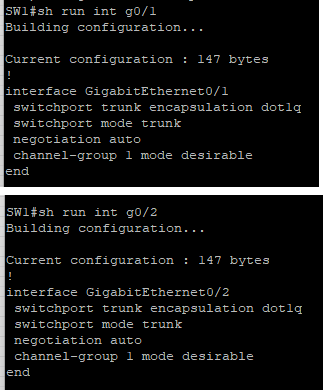 SW1#sh run int g0/1
Building configuration...
Current configuration : 147 bytes
!
interface GigabitEthernet0/1
switchport trunk encapsulation dot1q
switchport mode trunk
negotiation auto
channel-group 1 mode desirable
end
SW1#sh run int g0/2
Building configuration...
Current configuration : 147 bytes
!
interface GigabitEthernet0/2
switchport trunk encapsulation dot1q
switchport mode trunk
negotiation auto
channel-group 1 mode desirable
end